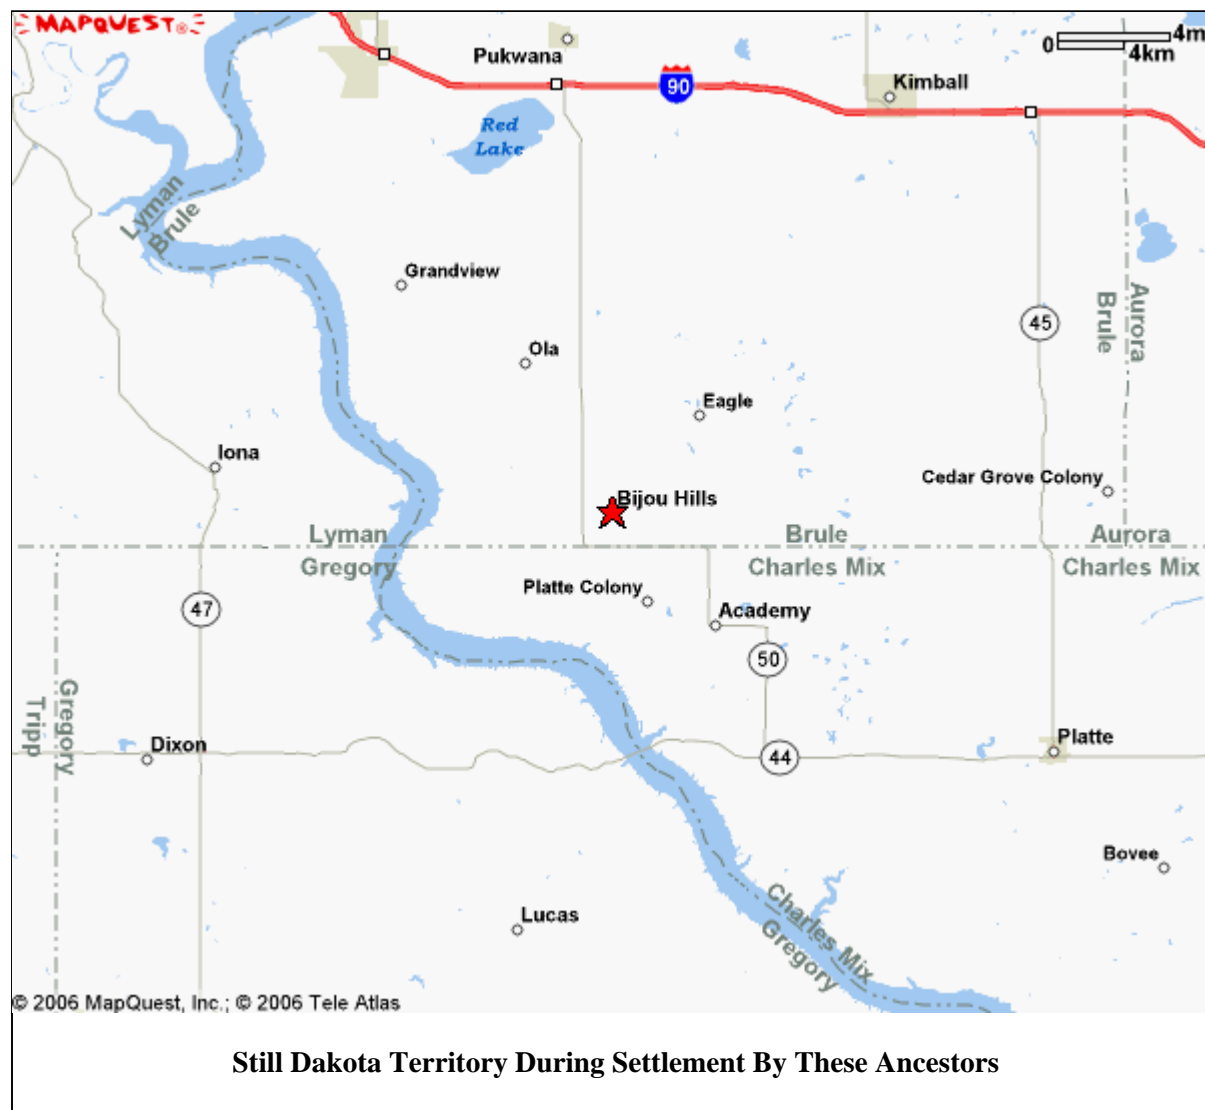 MAPQUEST®
0
4m
4km
Pukwana
90
Kimball
Red
Lake
Lyman
Brule
Grandview
Aurora
Brule
45
Ola
Eagle
Iona
Cedar Grove Colony
Bijou Hills
Lyman
Brule
Aurora
Gregory
Charles Mix
Charles Mix
Platte Colony
47
Academy
50
Gregory
Tripp
Dixon
Platte
44
Bovee
Lucas
Charles Mix
Gregory
© 2006 MapQuest, Inc.; © 2006 Tele Atlas
Still Dakota Territory During Settlement By These Ancestors